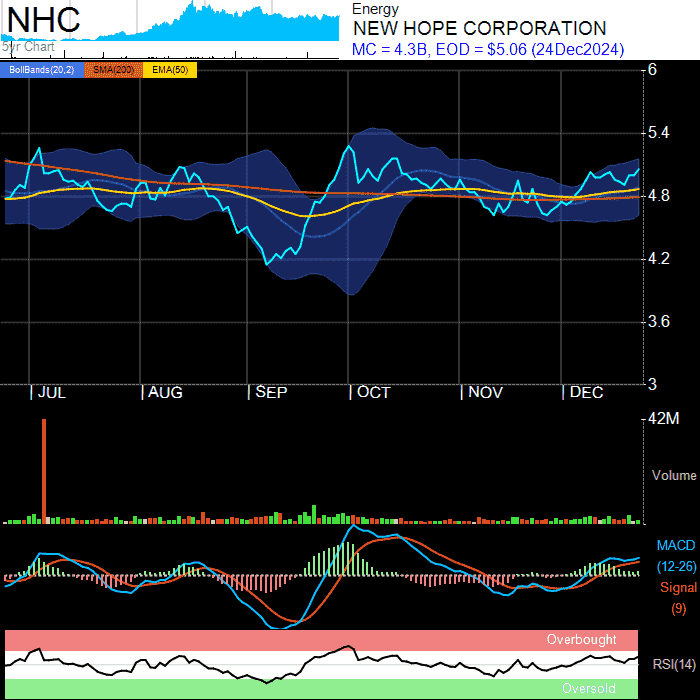 NHC
5yr Chart
Energy
NEW HOPE CORPORATION
MC = 4.3B, EOD = $5.06 (24Dec2024)
BollBands(20,2) SMA(200) EMA(50)
6
5.4
4.8
4.2
3.6
3
JUL AUG SEP OCT NOV DEC
42M
Volume
MACD
(12-26)
Signal
(9)
Overbought
RSI(14)
Oversold